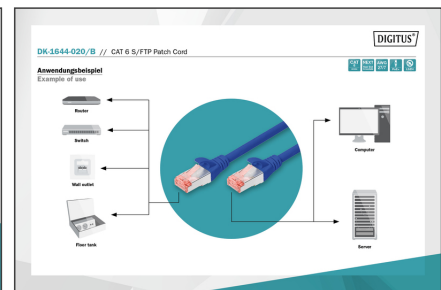 DIGITUS®
DK-1644-020/B // CAT 6 S/FTP Patch Cord
Anwendungsbeispiel
Example of use
Router
Switch
Wall outlet
Floor tank
Computer
Server